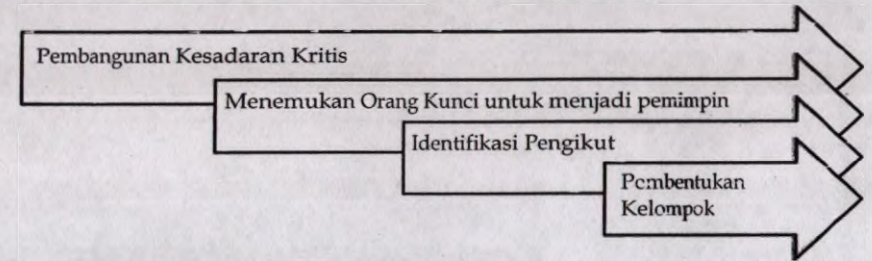 Pembangunan Kesadaran Kritis
Menemukan Orang Kunci untuk menjadi pemimpin
Identifikasi Pengikut
Pembentukan
Kelompok